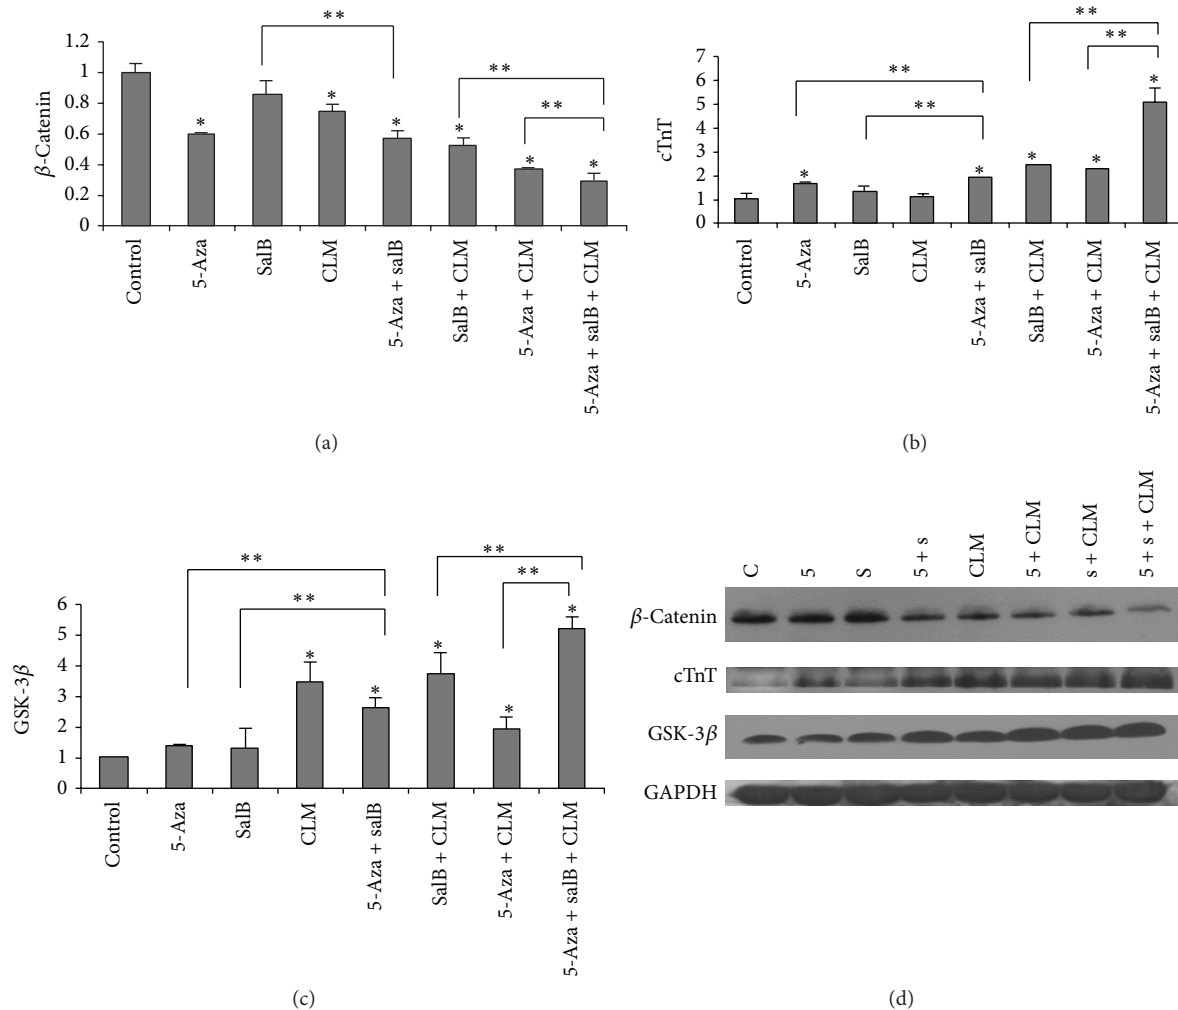 **
1.2
1
0.8
0.6
0.4
0.2
0
β-Catenin
*
*
*
*
*
*
**
**
Control
5-Aza
SalB
CLM
5-Aza + salB
SalB + CLM
5-Aza + CLM
5-Aza + salB + CLM
(a)
**
**
**
**
7
6
5
4
3
2
1
0
cTnT
*
*
*
*
*
Control
5-Aza
SalB
CLM
5-Aza + salB
SalB + CLM
5-Aza + CLM
5-Aza + salB + CLM
(b)
**
**
**
**
6
5
4
3
2
1
0
GSK-3β
*
*
*
*
*
Control
5-Aza
SalB
CLM
5-Aza + salB
SalB + CLM
5-Aza + CLM
5-Aza + salB + CLM
(c)
C
5
S
5 + s
CLM
5 + CLM
s + CLM
5 + s + CLM
β-Catenin
cTnT
GSK-3β
GAPDH
(d)